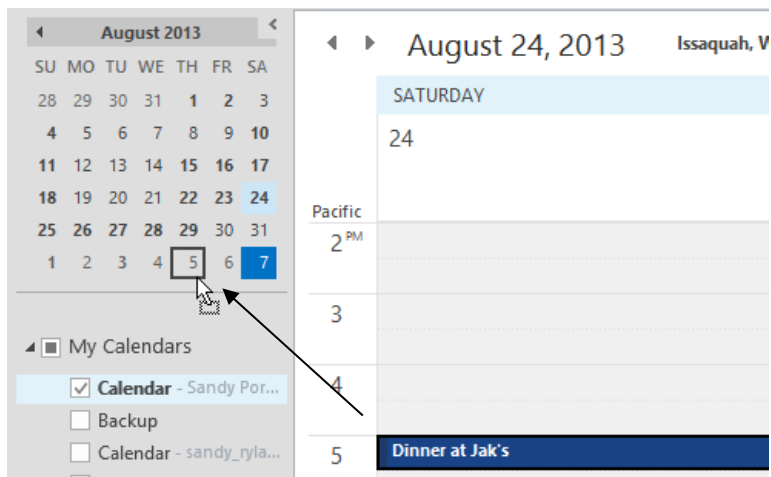 August 2013
SU MO TU WE TH FR SA
28 29 30 31 1 2 3
4 5 6 7 8 9 10
11 12 13 14 15 16 17
18 19 20 21 22 23 24
25 26 27 28 29 30 31
1 2 3 4 5 6 7
My Calendars
Calendar - Sandy Por...
Backup
Calendar - sandy_ryla...
August 24, 2013 Issaquah, W
SATURDAY
24
Pacific
2 PM
3
4
5 Dinner at Jak's